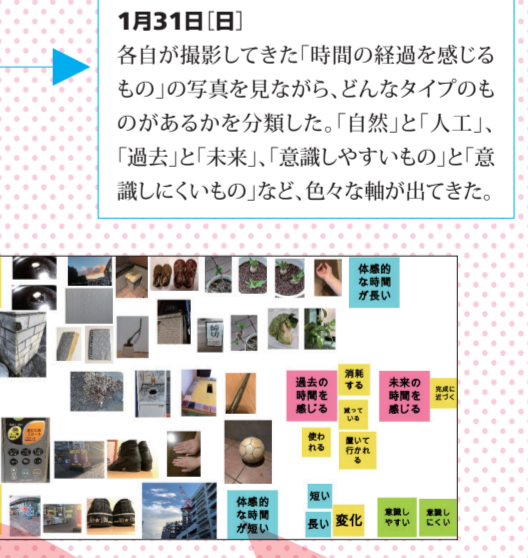 1月31日[日]
各自が撮影してきた「時間の経過を感じる
もの」の写真を見ながら、どんなタイプのも
のがあるかを分類した。「自然」と「人工」、
「過去」と「未来」、「意識しやすいもの」と「意
識しにくいもの」など、色々な軸が出てきた。
体感的
な時間
が長い
過去の
時間を
感じる
消耗
する
減って
いる
未来の
時間を
感じる
完成に
近づく
使わ
れる
置いて
行かれ
る
体感的
な時間
が短い
短い
長い
変化
意識し
やすい
意識し
にくい